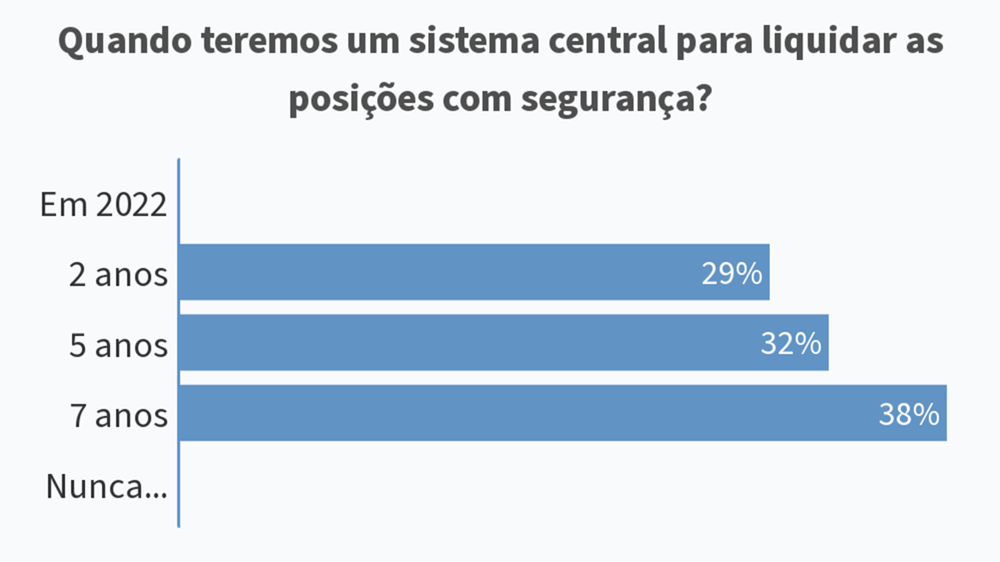 Quando teremos um sistema central para liquidar as
posições com segurança?
Em 2022
2 anos 29%
5 anos 32%
7 anos 38%
Nunca...